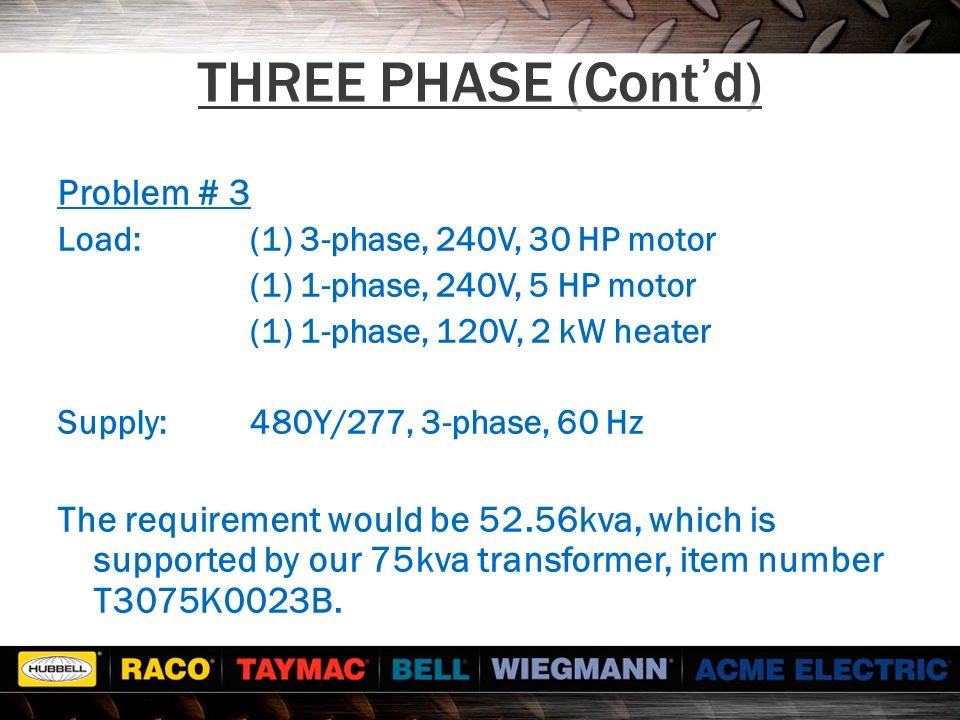 THREE PHASE (Cont’d)
Problem # 3
Load: (1) 3-phase, 240V, 30 HP motor
(1) 1-phase, 240V, 5 HP motor
(1) 1-phase, 120V, 2 kW heater
Supply: 480Y/277, 3-phase, 60 Hz
The requirement would be 52.56kva, which is
supported by our 75kva transformer, item number
T3075K0023B.
HUBBELL RACO® TAYMAC® BELL® WIEGMANN® ACME ELECTRIC®